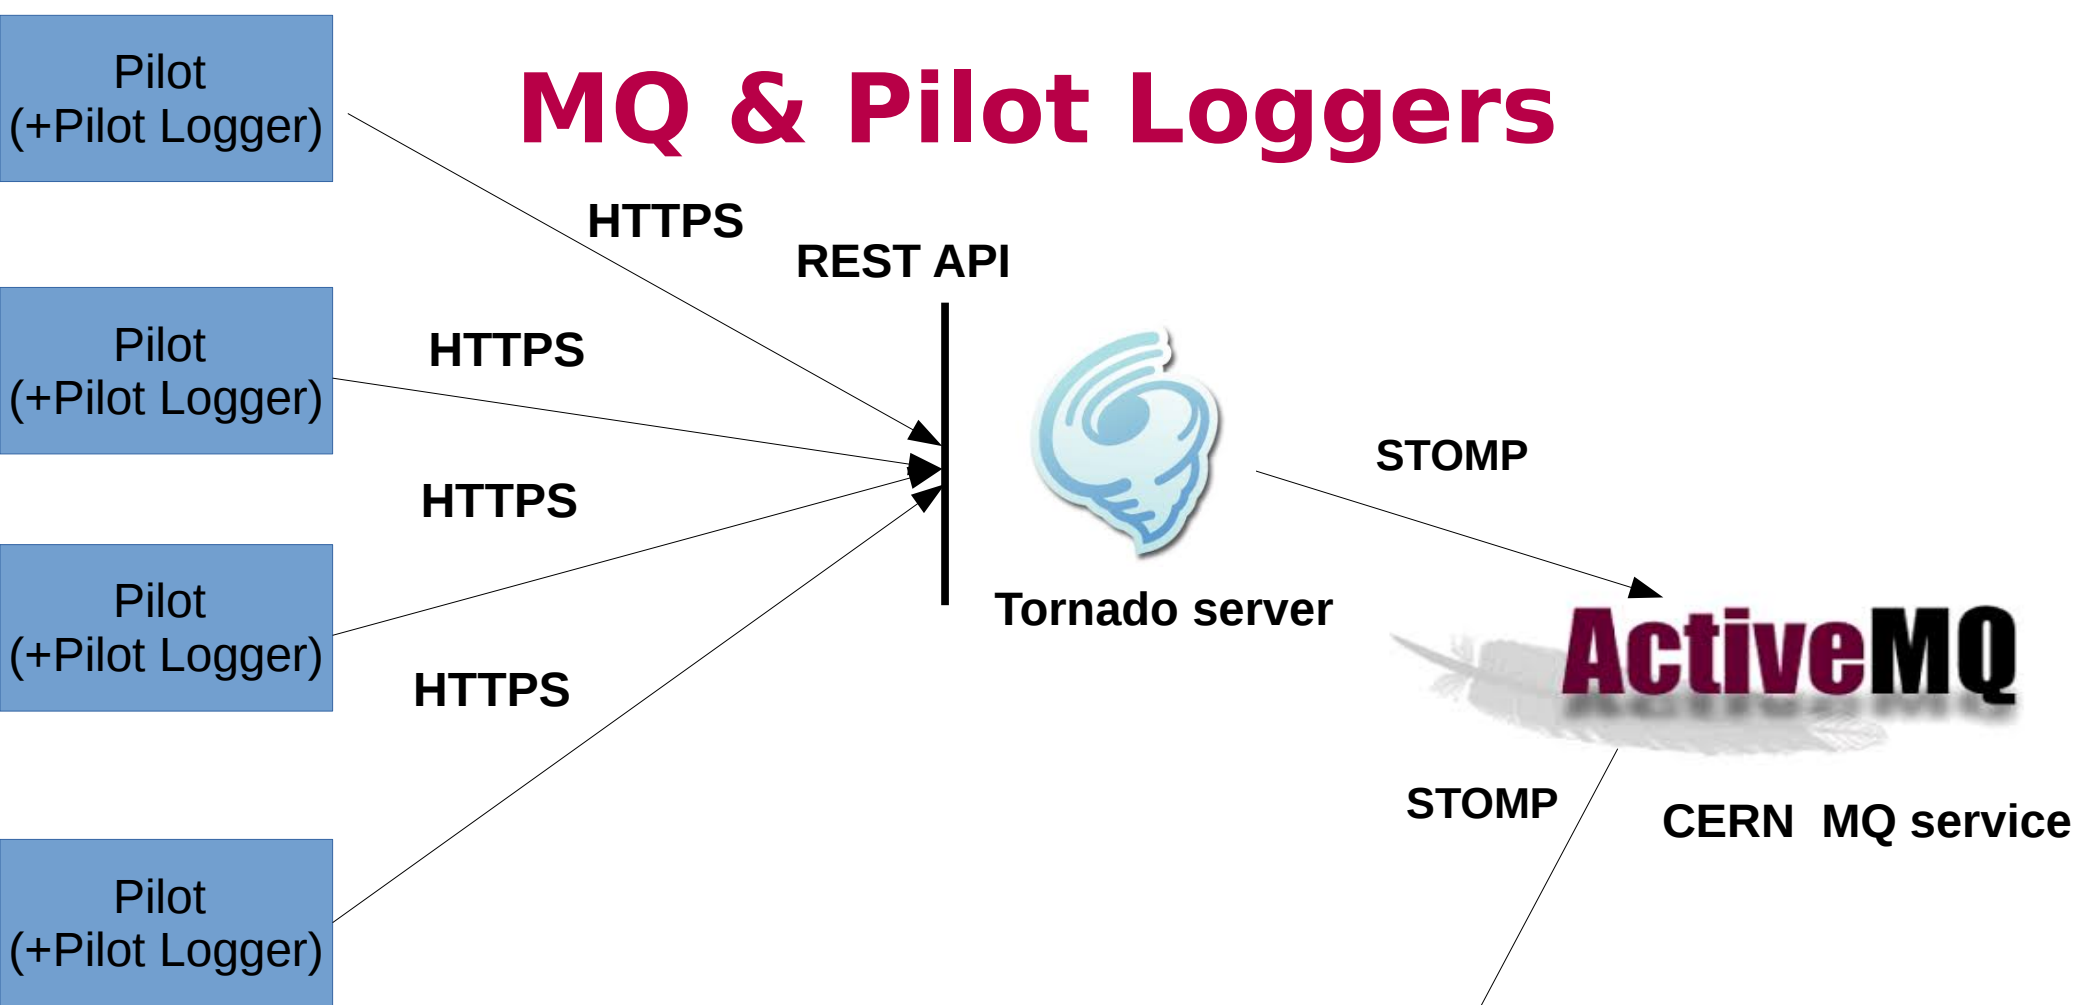 MQ & Pilot Loggers
Pilot
(+Pilot Logger)
HTTPS
REST API
Pilot
(+Pilot Logger)
HTTPS
HTTPS
Pilot
(+Pilot Logger)
HTTPS
Pilot
(+Pilot Logger)
Tornado server
STOMP
ActiveMQ
STOMP
CERN  MQ service